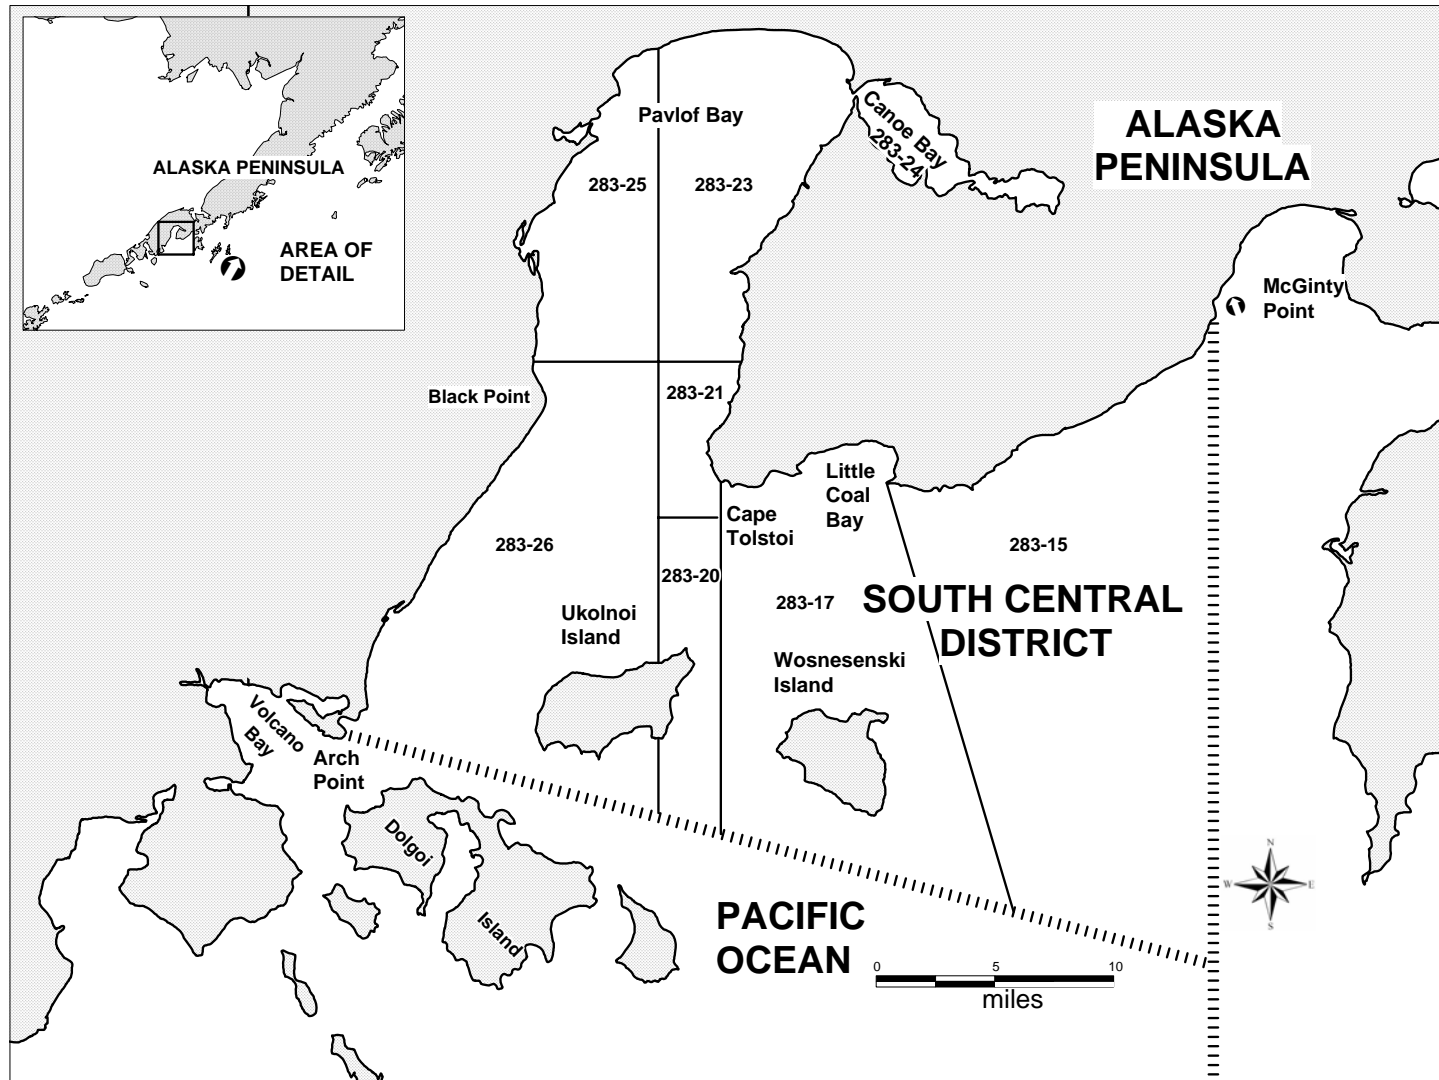 ALASKA PENINSULA
AREA OF
DETAIL
Pavlof Bay
283-25
283-23
Canoe Bay
283-24
ALASKA
PENINSULA
McGinty
Point
Black Point
283-21
Little
Coal
Bay
Cape
Tolstoi
283-26
283-15
283-20
283-17
SOUTH CENTRAL
DISTRICT
Ukolnoi
Island
Wosnesenski
Island
Volcano
Bay
Arch
Point
Dolgoi
Island
PACIFIC
OCEAN
0 5 10
miles
N
W E
S